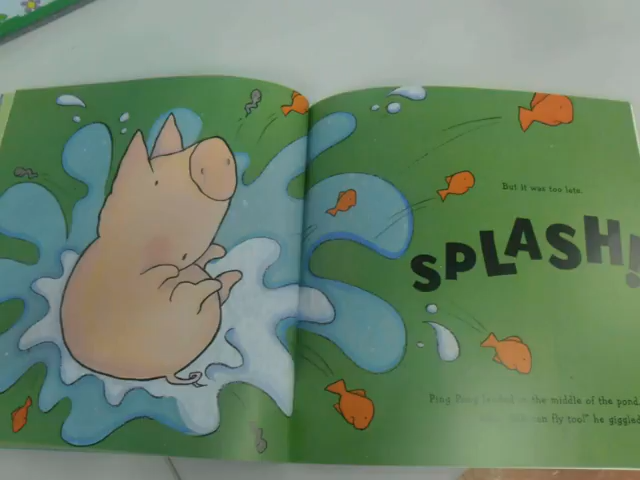 But it was too late.
SPLASH!
Ping Pong landed in the middle of the pond.
can fly too!" he giggled